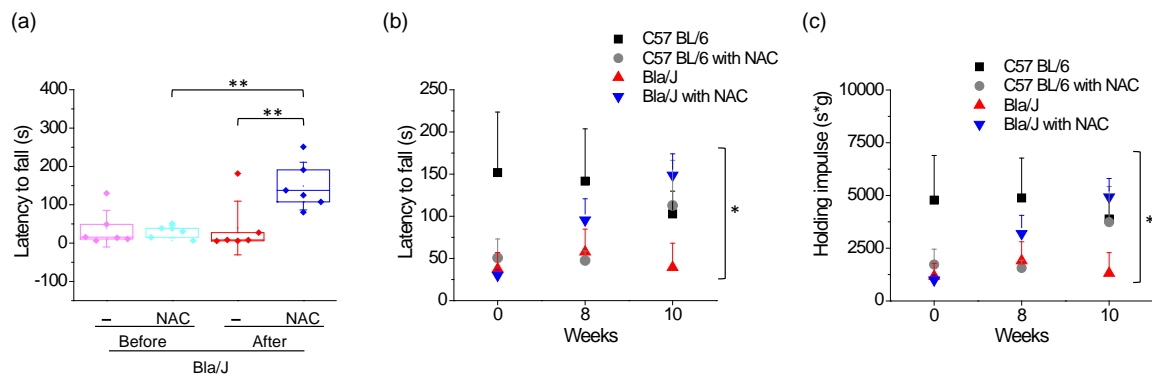 (a)
Latency to fall (s)
400
300
200
100
0
-100
**
**
– NAC – NAC
Before After
Bla/J
(b)
C57 BL/6
C57 BL/6 with NAC
Bla/J
Bla/J with NAC
Latency to fall (s)
250
200
150
100
50
0
*
0 8 10
Weeks
(c)
C57 BL/6
C57 BL/6 with NAC
Bla/J
Bla/J with NAC
Holding impulse (s*g)
10000
7500
5000
2500
0
*
0 8 10
Weeks